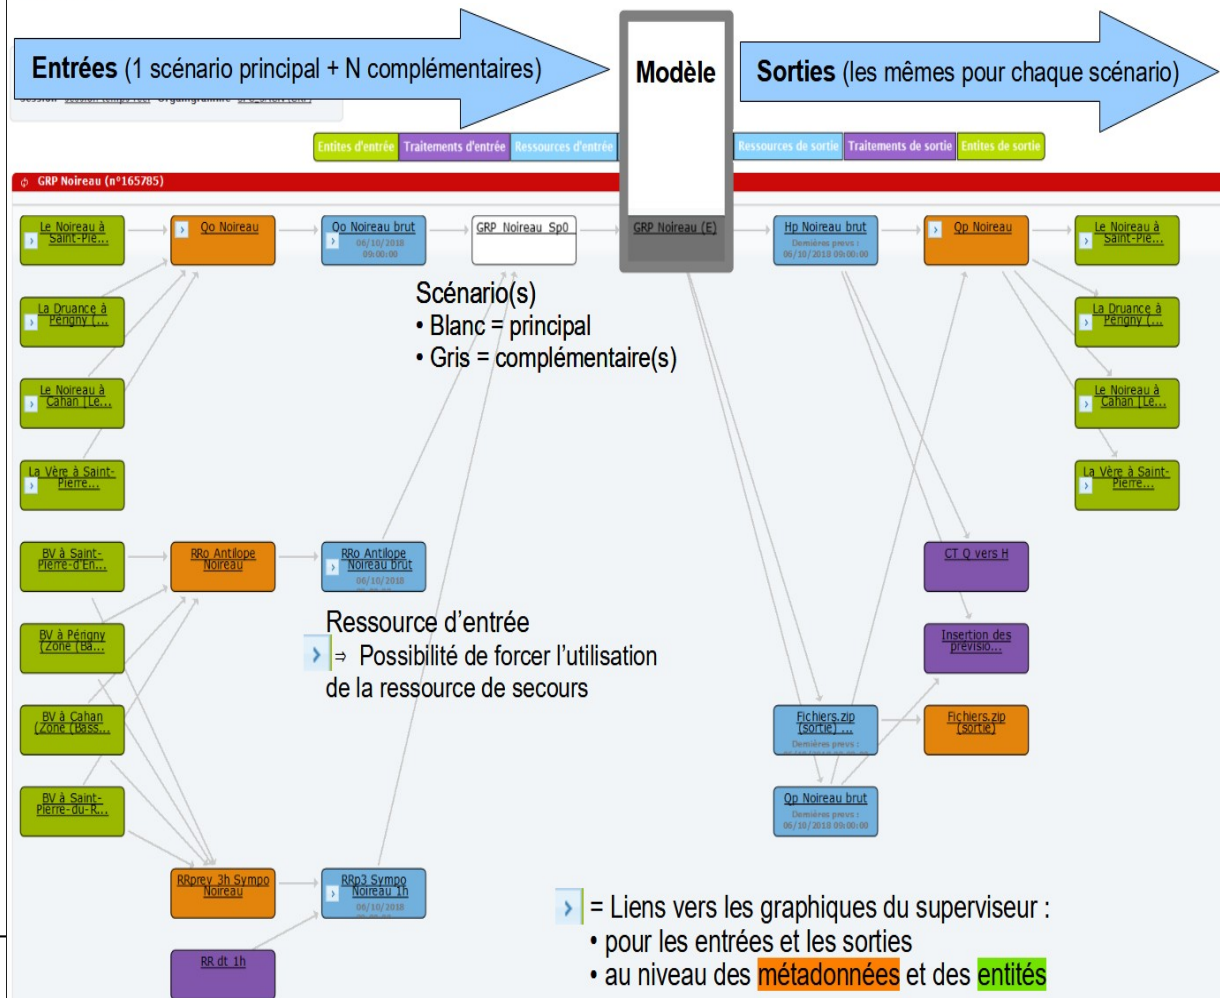 Entrées (1 scénario principal + N complémentaires)
Modèle
Sorties (les mêmes pour chaque scénario)
Entites d'entrée
Traitements d'entrée
Ressources d'entrée
Ressources de sortie
Traitements de sortie
Entites de sortie
GRP Noireau (n°165785)
Le Noireau à
Saint-Pie...
Qo Noireau
Qo Noireau brut
06/10/2018
09:00:00
GRP_Noireau_Sp0
GRP Noireau (E)
Hp Noireau brut
Dernières prevs :
06/10/2018 09:00:00
Qp Noireau
Le Noireau à
Saint-Pie...
Scénario(s)
• Blanc = principal
• Gris = complémentaire(s)
La Druance à
Périgny (...
La Druance à
Périgny (...
Le Noireau à
Cahan [Le...
Le Noireau à
Cahan [Le...
La Vère à Saint-
Pierre...
La Vère à Saint-
Pierre...
BV à Saint-
Pierre-d'En...
RRo Antilope
Noireau
RRo Antilope
Noireau brut
06/10/2018
CT Q vers H
Ressource d'entrée
⇒ Possibilité de forcer l'utilisation
de la ressource de secours
BV à Périgny
(Zone (Ba...
Insertion des
prévisio...
BV à Cahan
(Zone (Bass...
Fichiers.zip
(sortie) ...
Dernières prevs :
Fichiers.zip
(sortie)
BV à Saint-
Pierre-du-R...
Qp Noireau brut
Dernières prevs :
06/10/2018 09:00:00
RRprev 3h Sympo
Noireau
RRp3 Sympo
Noireau 1h
06/10/2018
RR dt 1h
= Liens vers les graphiques du superviseur :
• pour les entrées et les sorties
• au niveau des métadonnées et des entités